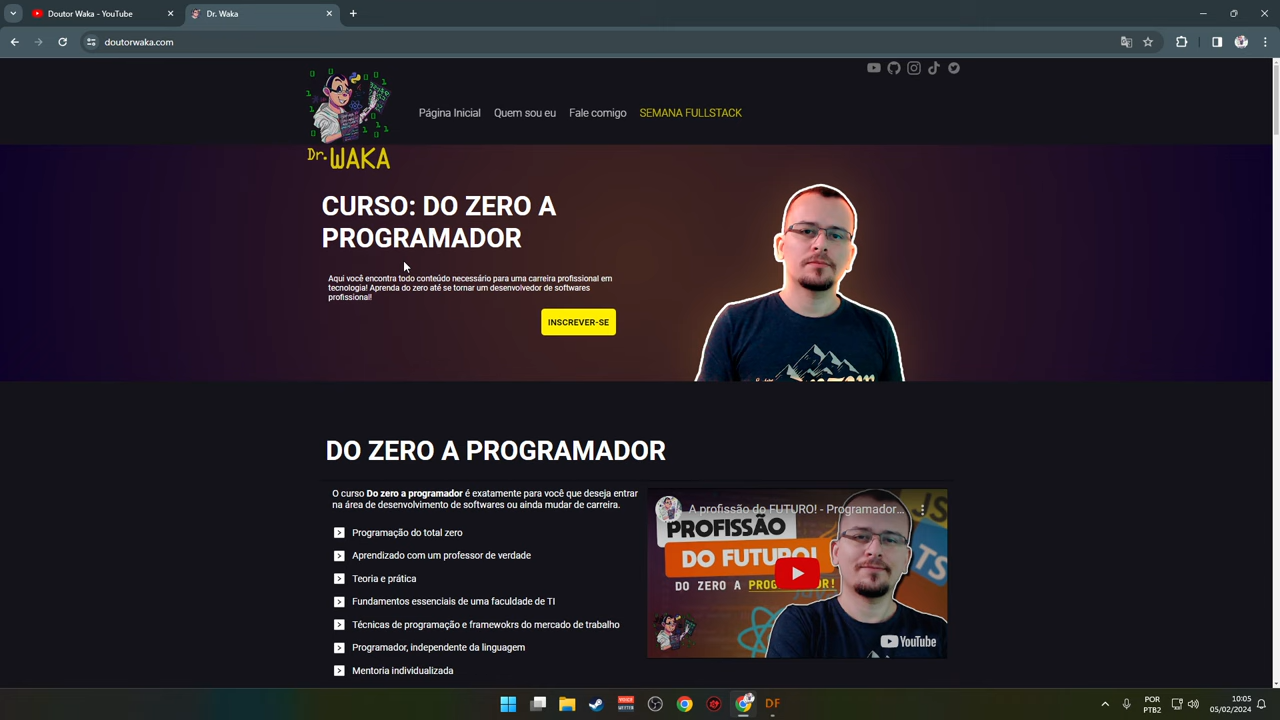 Doutor Waka - YouTube
Dr. Waka
doutorwaka.com
Dr. WAKA
Página Inicial
Quem sou eu
Fale comigo
SEMANA FULLSTACK
CURSO: DO ZERO A
PROGRAMADOR
Aqui você encontra todo conteúdo necessário para uma carreira profissional em
tecnologia! Aprenda do zero até se tornar um desenvolvedor de softwares
profissional!
INSCREVER-SE
DO ZERO A PROGRAMADOR
O curso Do zero a programador é exatamente para você que deseja entrar
na área de desenvolvimento de softwares ou ainda mudar de carreira.
Programação do total zero
Aprendizado com um professor de verdade
Teoria e prática
Fundamentos essenciais de uma faculdade de TI
Técnicas de programação e framewokrs do mercado de trabalho
Programador, independente da linguagem
Mentoria individualizada
A profissão do FUTURO! - Programador...
PROFISSÃO
DO FUTURO!
DO ZERO A PROGRAMADOR!
JS
TS
YouTube
DF
POR
PTB2
10:05
05/02/2024